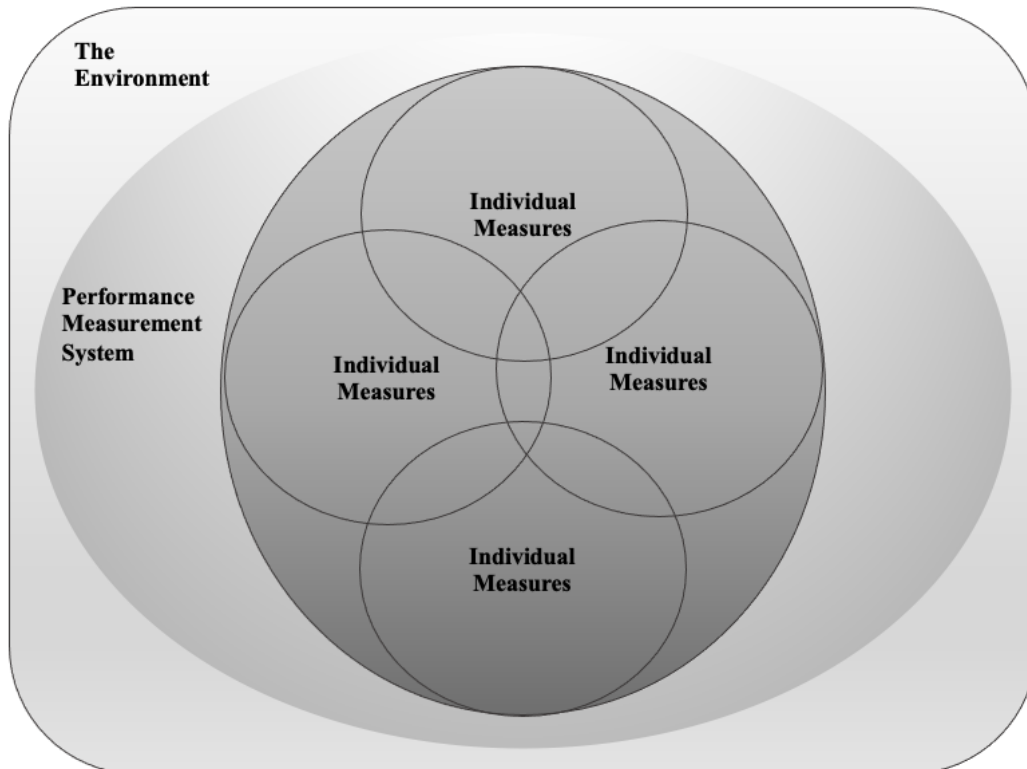 The
Environment
Individual
Measures
Performance
Measurement
System
Individual
Measures
Individual
Measures
Individual
Measures